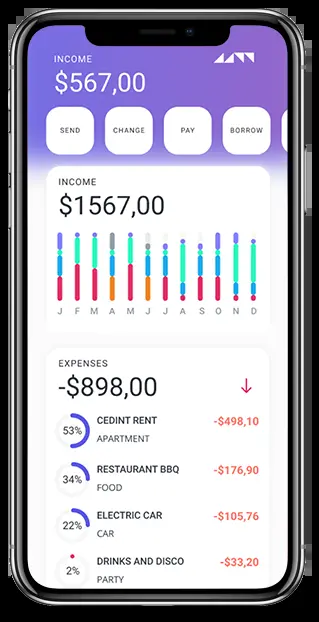 INCOME
$567,00
SEND
CHANGE
PAY
BORROW
INCOME
$1567,00
J F M A M J J A S O N D
EXPENSES
-$898,00
53%
CEDINT RENT
-$498,10
APARTMENT
34%
RESTAURANT BBQ
-$176,90
FOOD
22%
ELECTRIC CAR
-$105,76
CAR
2%
DRINKS AND DISCO
-$33,20
PARTY